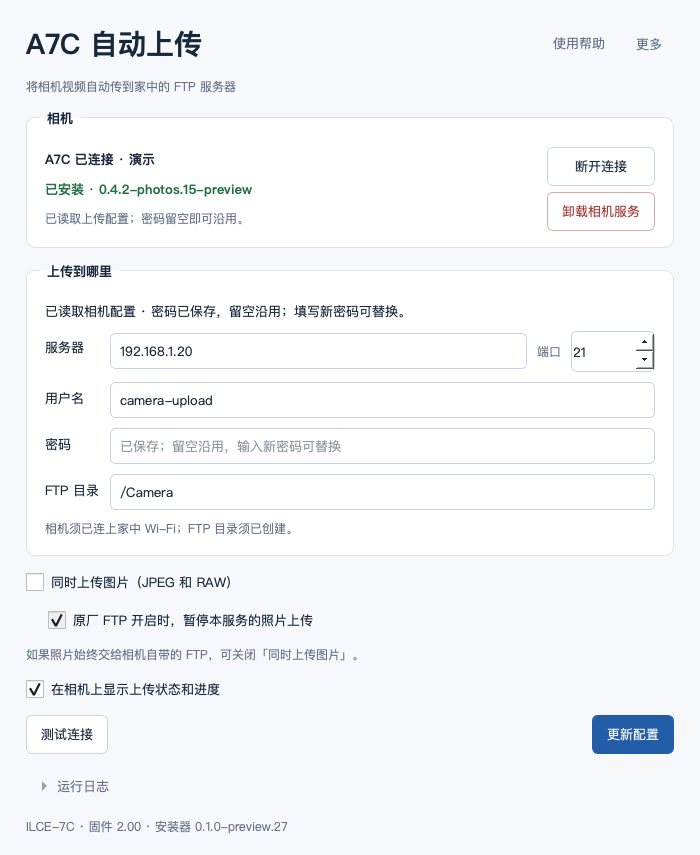 A7C 自动上传
使用帮助
更多
将相机视频自动传到家中的 FTP 服务器
相机
A7C 已连接 · 演示
断开连接
已安装 · 0.4.2-photos.15-preview
卸载相机服务
已读取上传配置；密码留空即可沿用。
上传到哪里
已读取相机配置 · 密码已保存，留空沿用；填写新密码可替换。
服务器 192.168.1.20 端口 21
用户名 camera-upload
密码 已保存；留空沿用，输入新密码可替换
FTP 目录 /Camera
相机须已连上家中 Wi-Fi；FTP 目录须已创建。
同时上传图片（JPEG 和 RAW）
原厂 FTP 开启时，暂停本服务的照片上传
如果照片始终交给相机自带的 FTP，可关闭「同时上传图片」。
在相机上显示上传状态和进度
测试连接
更新配置
运行日志
ILCE-7C · 固件 2.00 · 安装器 0.1.0-preview.27